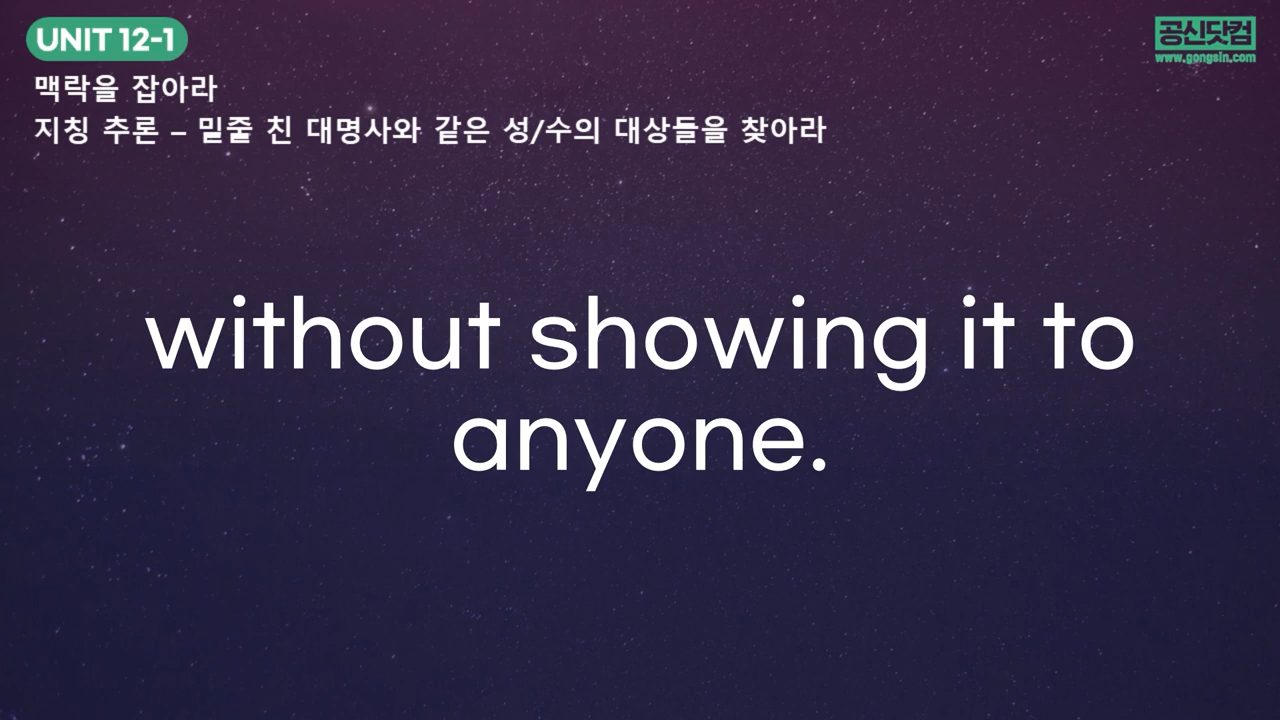 UNIT 12-1
공신닷컴
www.gongsin.com
맥락을 잡아라
지칭 추론 – 밑줄 친 대명사와 같은 성/수의 대상들을 찾아라
without showing it to
anyone.